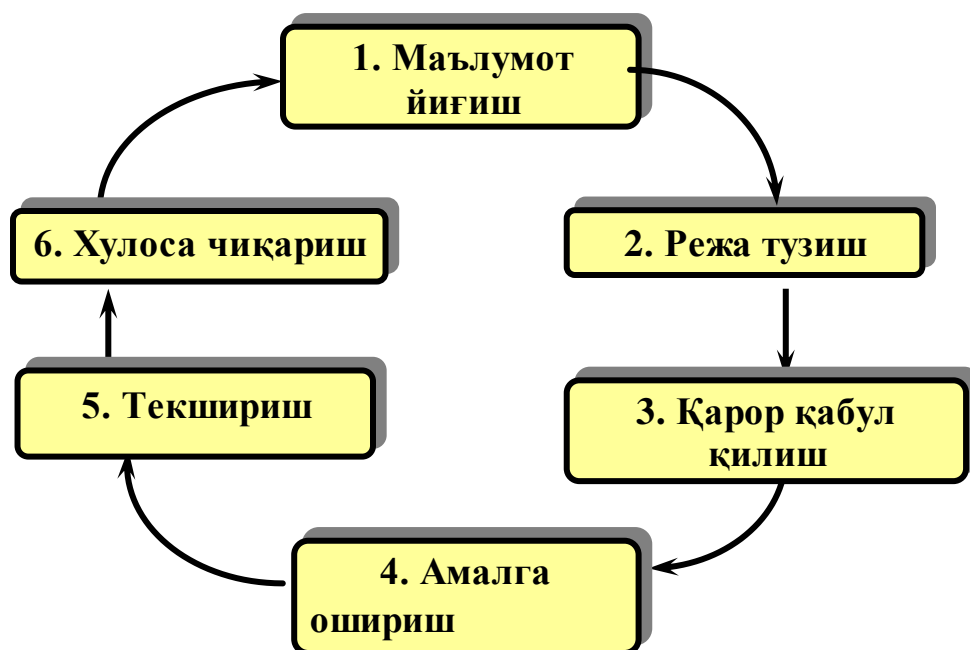 1. Маълумот
йиғиш
2. Режа тузиш
3. Қарор қабул
қилиш
4. Амалга
ошириш
5. Текшириш
6. Хулоса чиқариш